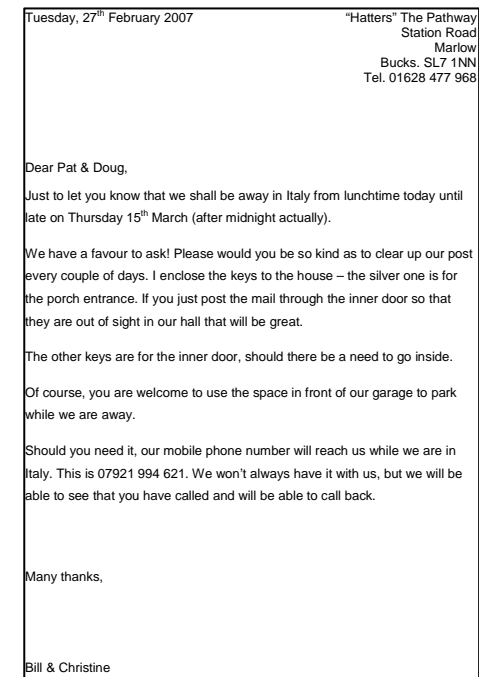 Tuesday, 27th February 2007
"Hatters" The Pathway
Station Road
Marlow
Bucks. SL7 1NN
Tel. 01628 477 968
Dear Pat & Doug,
Just to let you know that we shall be away in Italy from lunchtime today until
late on Thursday 15th March (after midnight actually).
We have a favour to ask! Please would you be so kind as to clear up our post
every couple of days. I enclose the keys to the house – the silver one is for
the porch entrance. If you just post the mail through the inner door so that
they are out of sight in our hall that will be great.
The other keys are for the inner door, should there be a need to go inside.
Of course, you are welcome to use the space in front of our garage to park
while we are away.
Should you need it, our mobile phone number will reach us while we are in
Italy. This is 07921 994 621. We won't always have it with us, but we will be
able to see that you have called and will be able to call back.
Many thanks,
Bill & Christine